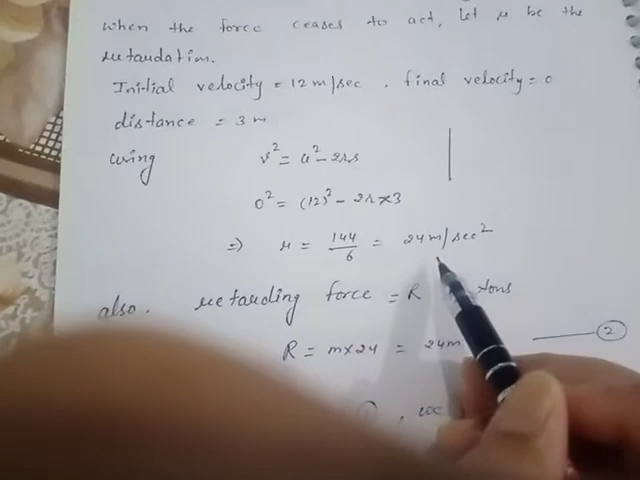 when the force ceases to act, Let r be the
retardation.
Initial velocity = 12 m/sec , final velocity = 0
distance = 3 m
using v² = u² - 2rs
0² = (12)² - 2r×3
⇒ r = 144/6 = 24 m/sec²
also. retarding force = R
R = m×24 = 24m ②